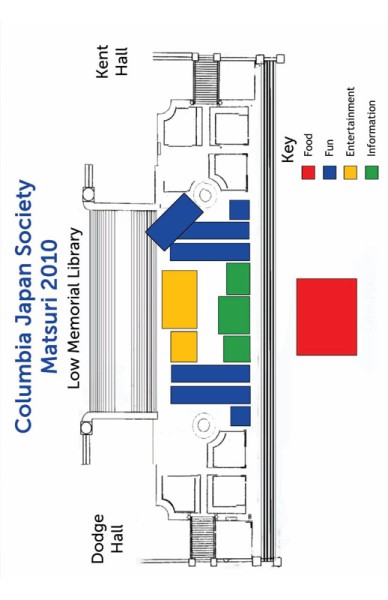 Columbia Japan Society
Matsuri 2010
Low Memorial Library
Dodge
Hall
Kent
Hall
Key
Food
Fun
Entertainment
Information